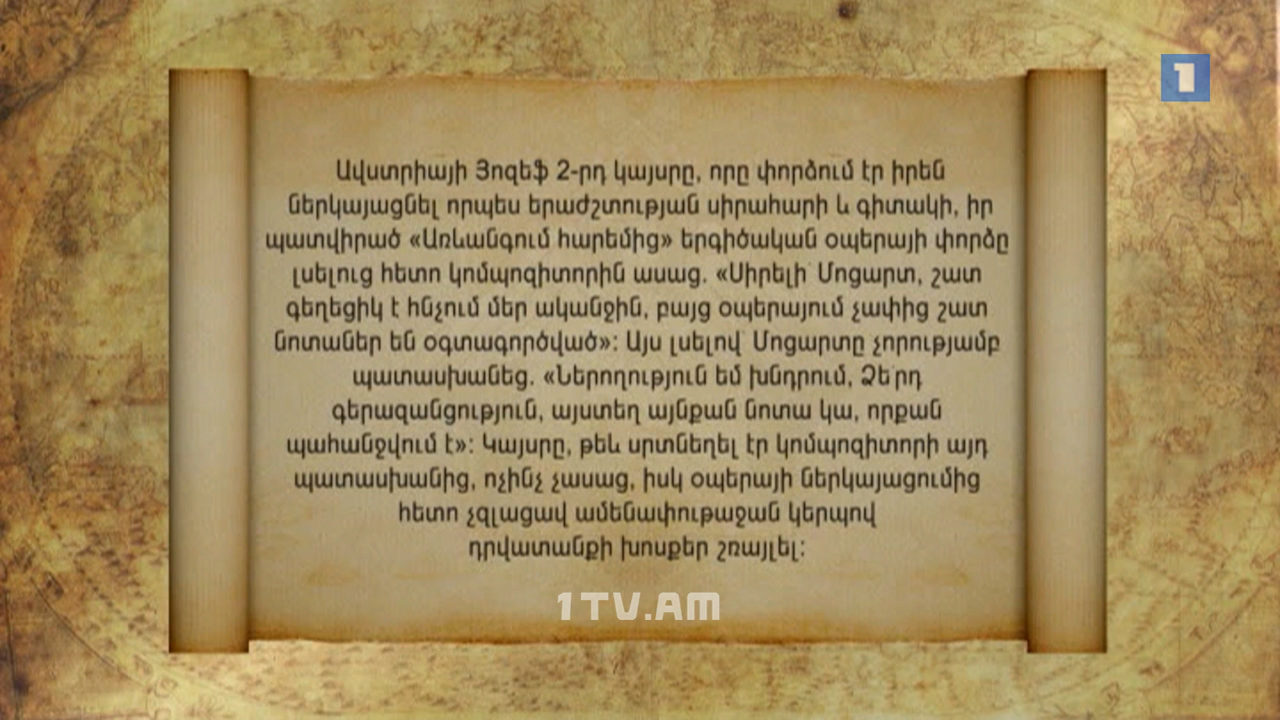 1
Ավստրիայի Յոզեֆ 2-րդ կայսրը, որը փորձում էր իրեն
ներկայացնել որպես երաժշտության սիրահարի և գիտակի, իր
պատվիրած «Առևանգում հարեմից» երգիծական օպերայի փորձը
լսելուց հետո կոմպոզիտորին ասաց. «Սիրելի՛ Մոցարտ, շատ
գեղեցիկ է հնչում մեր ականջին, բայց օպերայում չափից շատ
նոտաներ են օգտագործված»: Այս լսելով՝ Մոցարտը չորությամբ
պատասխանեց. «Ներողություն եմ խնդրում, Ձե՛րդ
գերազանցություն, այստեղ այնքան նոտա կա, որքան
պահանջվում է»: Կայսրը, թեև սրտնեղել էր կոմպոզիտորի այդ
պատասխանից, ոչինչ չասաց, իսկ օպերայի ներկայացումից
հետո չզլացավ ամենափութաջան կերպով
դրվատանքի խոսքեր շռայլել:
1TV.AM